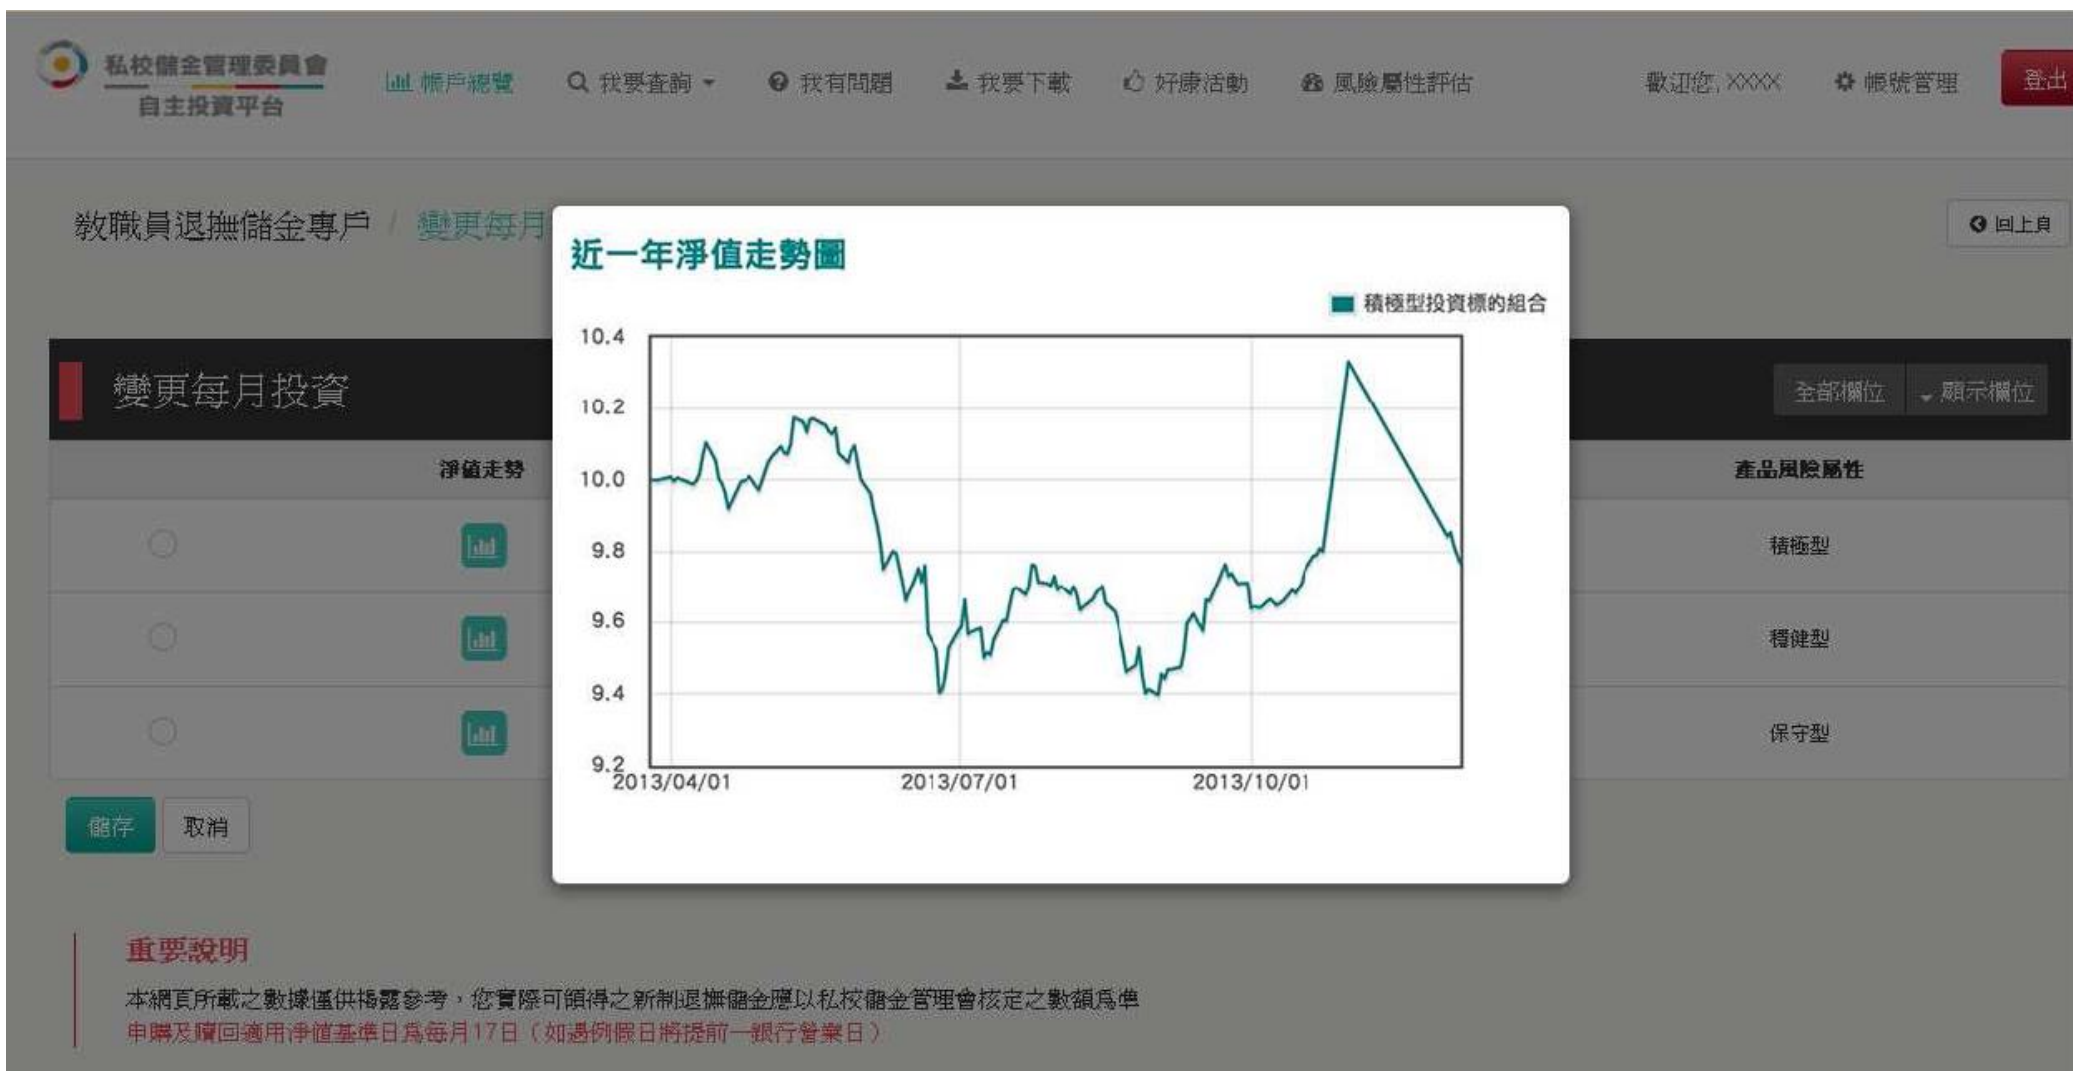 私校儲金管理委員會
自主投資平台
帳戶總覽
我要查詢
我有問題
我要下載
好康活動
風險屬性評估
歡迎您, XXXX
帳號管理
登出
教職員退撫儲金專戶 / 變更每月
回上頁
近一年淨值走勢圖
積極型投資標的組合
10.4
10.2
10.0
9.8
9.6
9.4
9.2
2013/04/01
2013/07/01
2013/10/01
變更每月投資
全部欄位
顯示欄位
淨值走勢
產品風險屬性
積極型
穩健型
保守型
儲存
取消
重要說明
本網頁所載之數據僅供揭露參考，您實際可領得之新制退撫儲金應以私校儲金管理會核定之數額為準
申購及贖回適用淨值基準日為每月17日（如遇例假日將提前一銀行營業日）